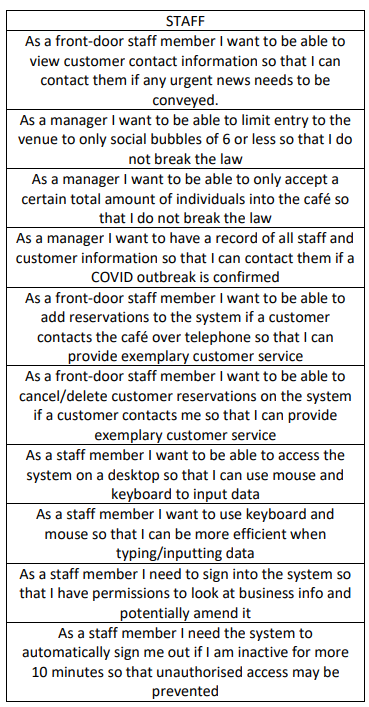 STAFF
As a front-door staff member I want to be able to
view customer contact information so that I can
contact them if any urgent news needs to be
conveyed.
As a manager I want to be able to limit entry to the
venue to only social bubbles of 6 or less so that I do
not break the law
As a manager I want to be able to only accept a
certain total amount of individuals into the café so
that I do not break the law
As a manager I want to have a record of all staff and
customer information so that I can contact them if a
COVID outbreak is confirmed
As a front-door staff member I want to be able to
add reservations to the system if a customer
contacts the café over telephone so that I can
provide exemplary customer service
As a front-door staff member I want to be able to
cancel/delete customer reservations on the system
if a customer contacts me so that I can provide
exemplary customer service
As a staff member I want to be able to access the
system on a desktop so that I can use mouse and
keyboard to input data
As a staff member I want to use keyboard and
mouse so that I can be more efficient when
typing/inputting data
As a staff member I need to sign into the system so
that I have permissions to look at business info and
potentially amend it
As a staff member I need the system to
automatically sign me out if I am inactive for more
10 minutes so that unauthorised access may be
prevented